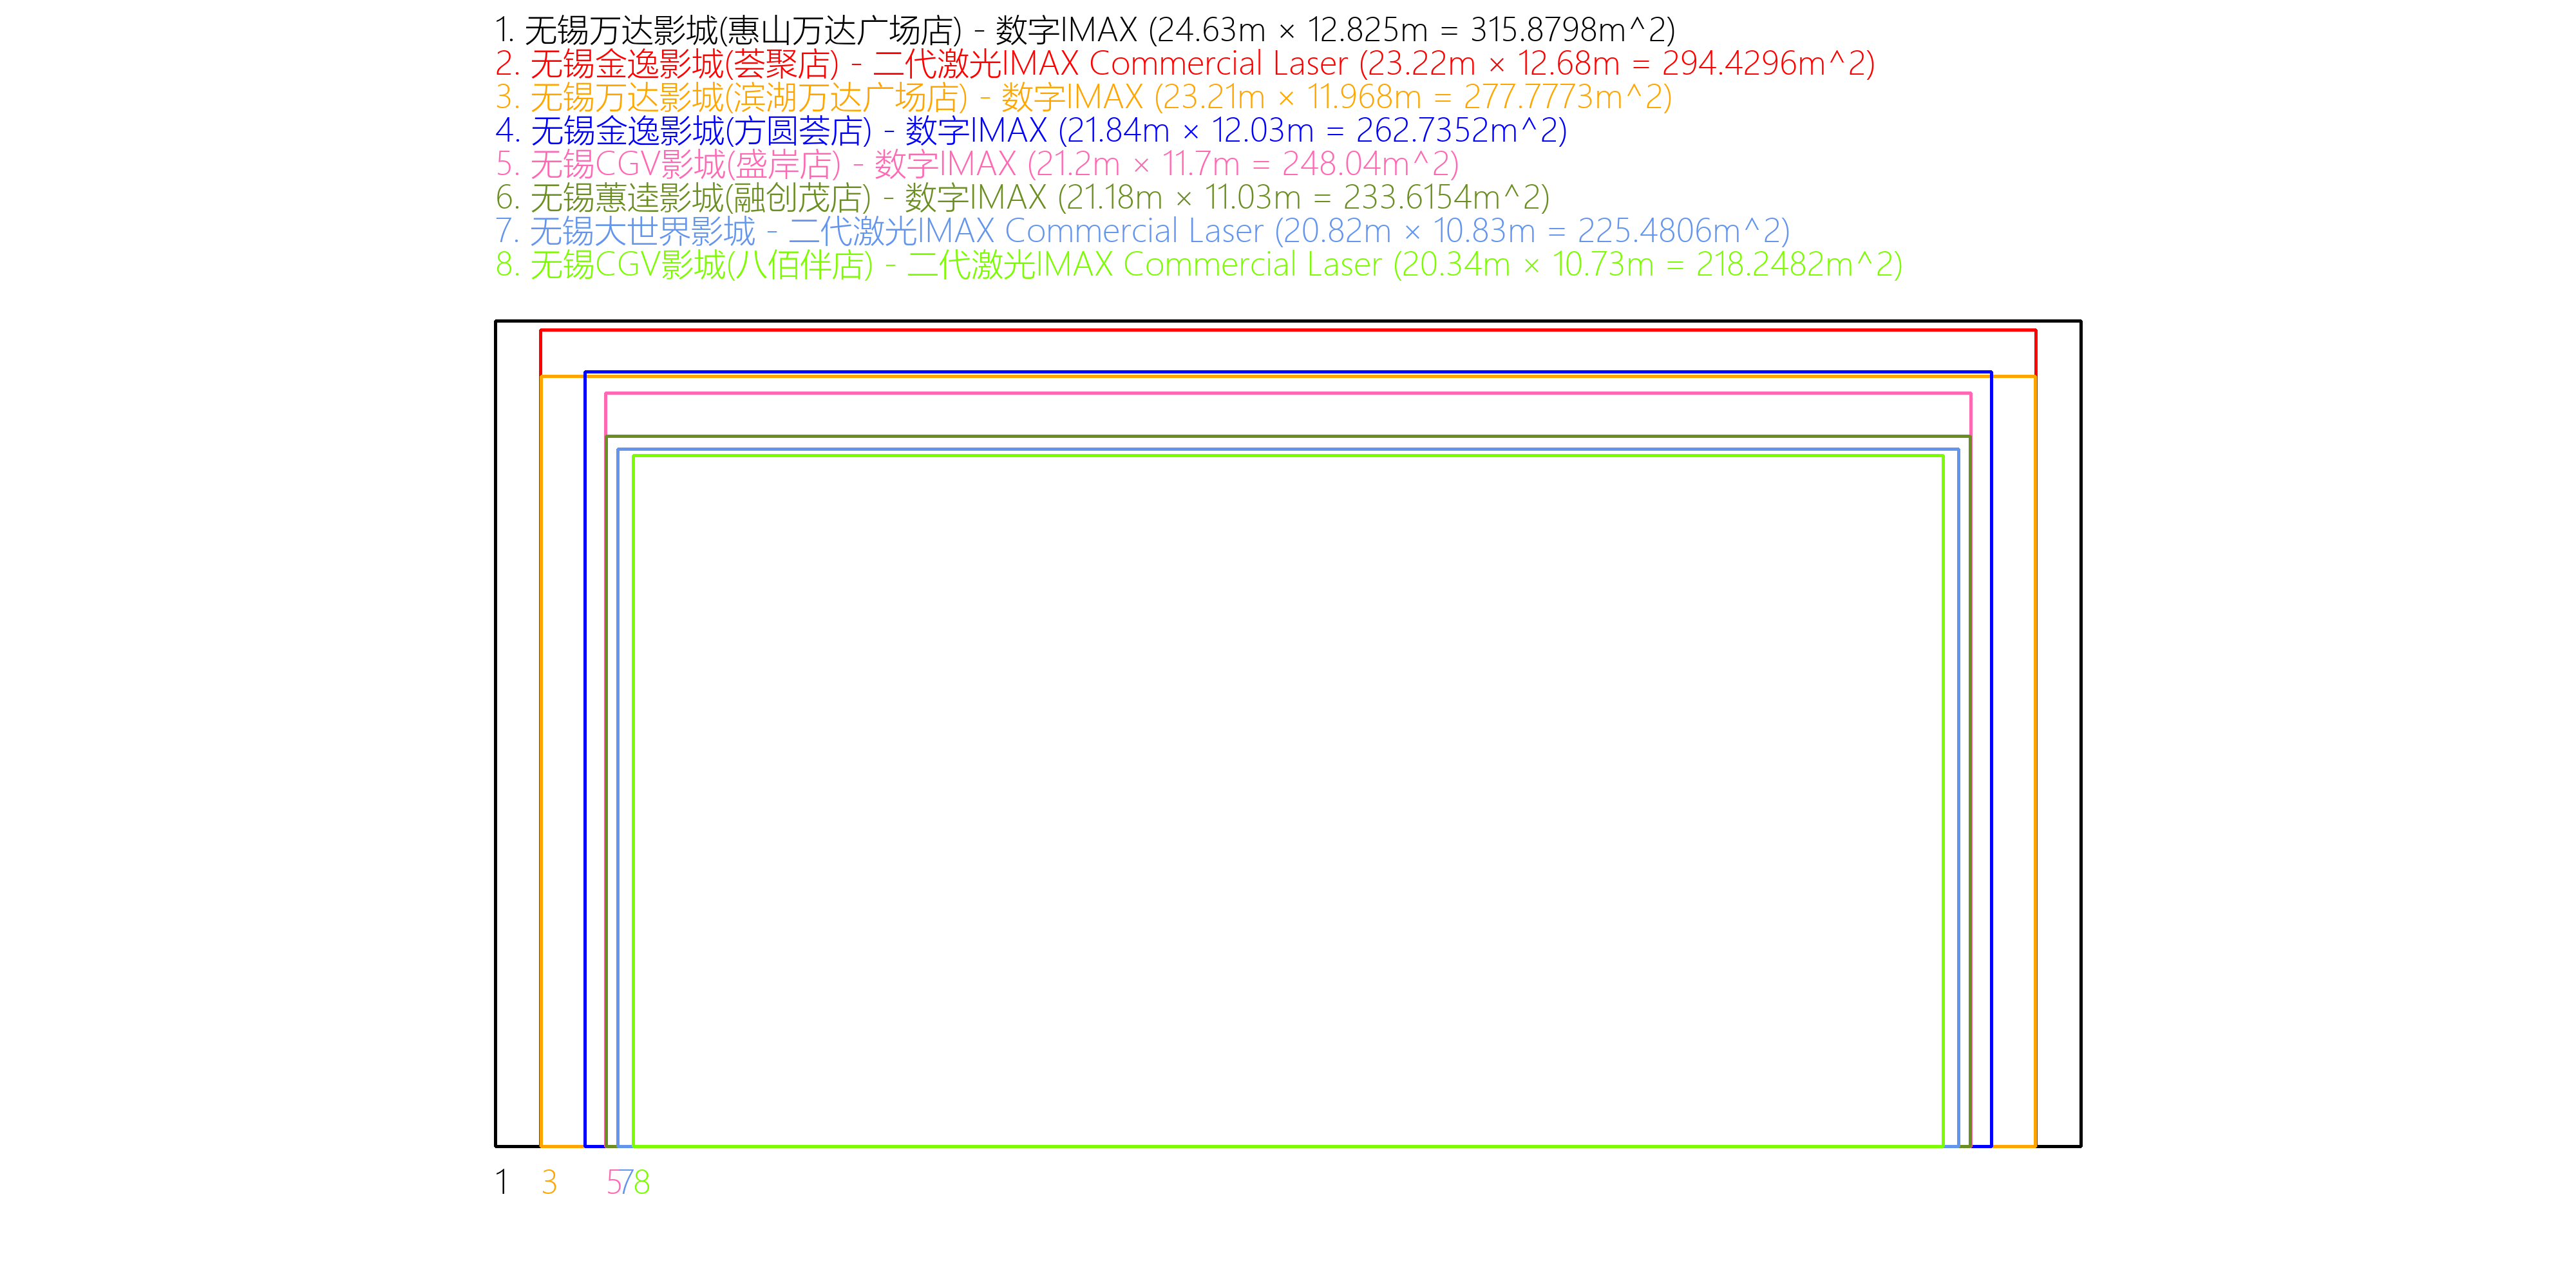 1. 无锡万达影城(惠山万达广场店) - 数字IMAX (24.63m × 12.825m = 315.8798m^2)
2. 无锡金逸影城(荟聚店) - 二代激光IMAX Commercial Laser (23.22m × 12.68m = 294.4296m^2)
3. 无锡万达影城(滨湖万达广场店) - 数字IMAX (23.21m × 11.968m = 277.7773m^2)
4. 无锡金逸影城(方圆荟店) - 数字IMAX (21.84m × 12.03m = 262.7352m^2)
5. 无锡CGV影城(盛岸店) - 数字IMAX (21.2m × 11.7m = 248.04m^2)
6. 无锡蕙逵影城(融创茂店) - 数字IMAX (21.18m × 11.03m = 233.6154m^2)
7. 无锡大世界影城 - 二代激光IMAX Commercial Laser (20.82m × 10.83m = 225.4806m^2)
8. 无锡CGV影城(八佰伴店) - 二代激光IMAX Commercial Laser (20.34m × 10.73m = 218.2482m^2)
1 3 5 7 8